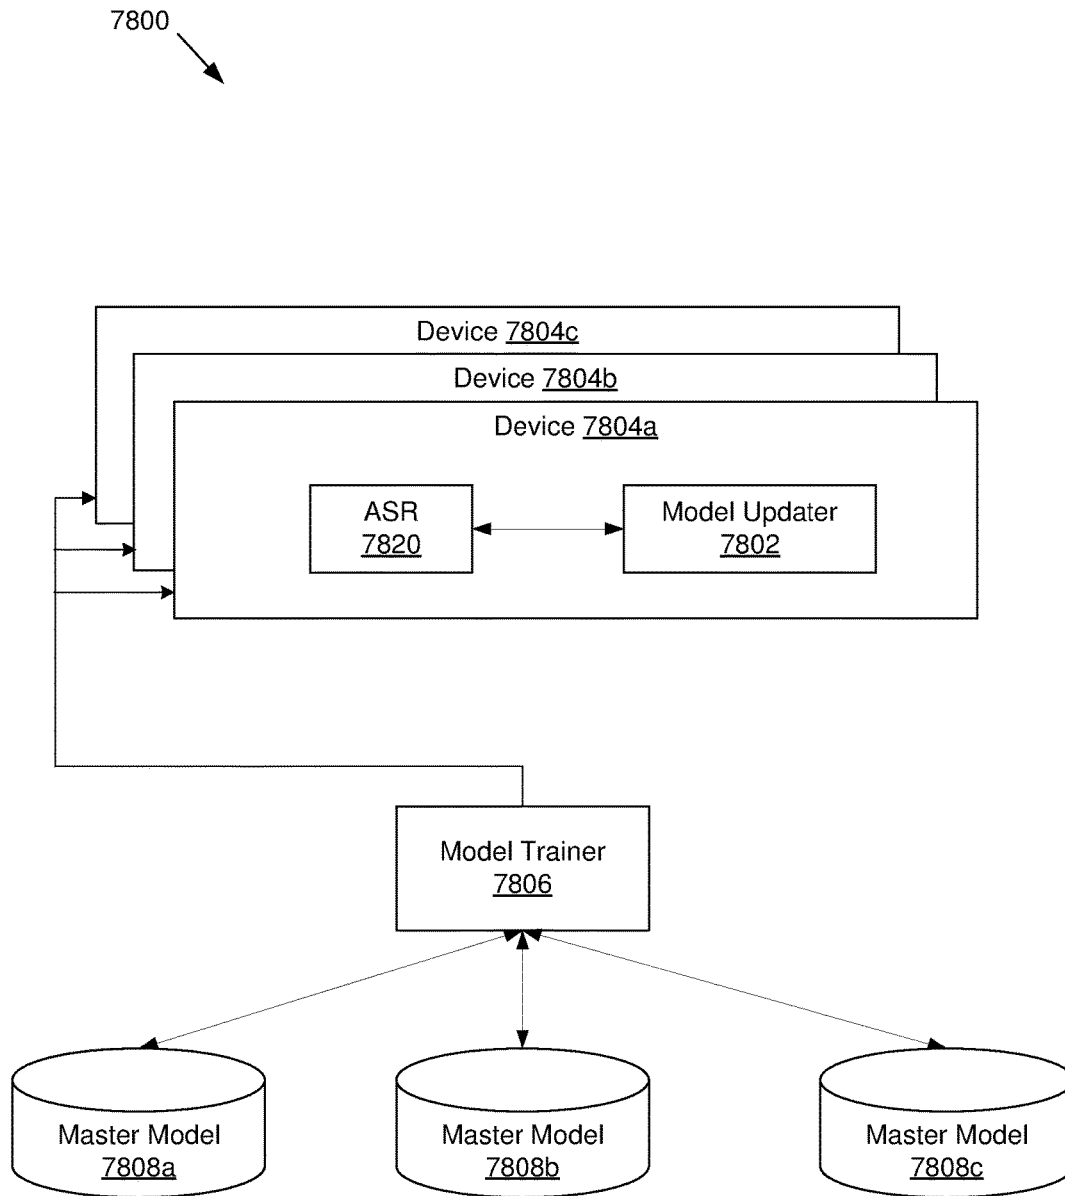 7800
Device 7804c
Device 7804b
Device 7804a
ASR
7820
Model Updater
7802
Model Trainer
7806
Master Model
7808a
Master Model
7808b
Master Model
7808c